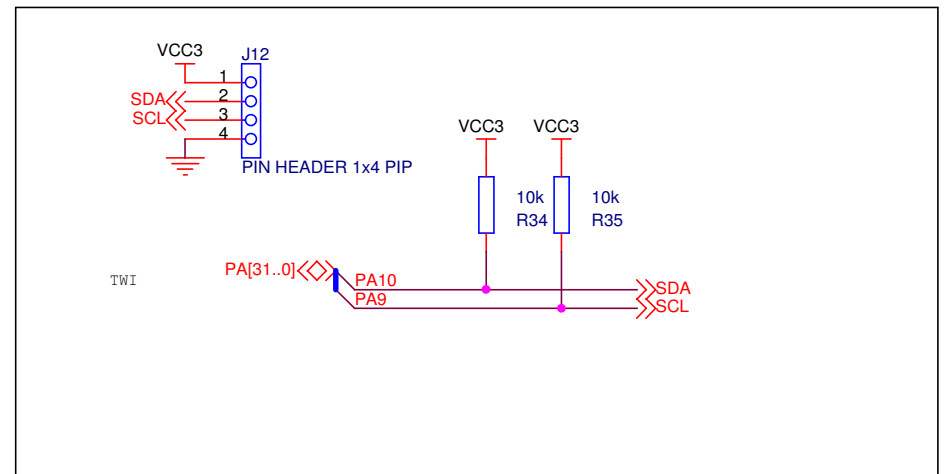 VCC3
J12
1
SDA 2
SCL 3
4
PIN HEADER 1x4 PIP
VCC3 VCC3
10k 10k
R34 R35
PA[31..0]
TWI
PA10
SDA
PA9
SCL